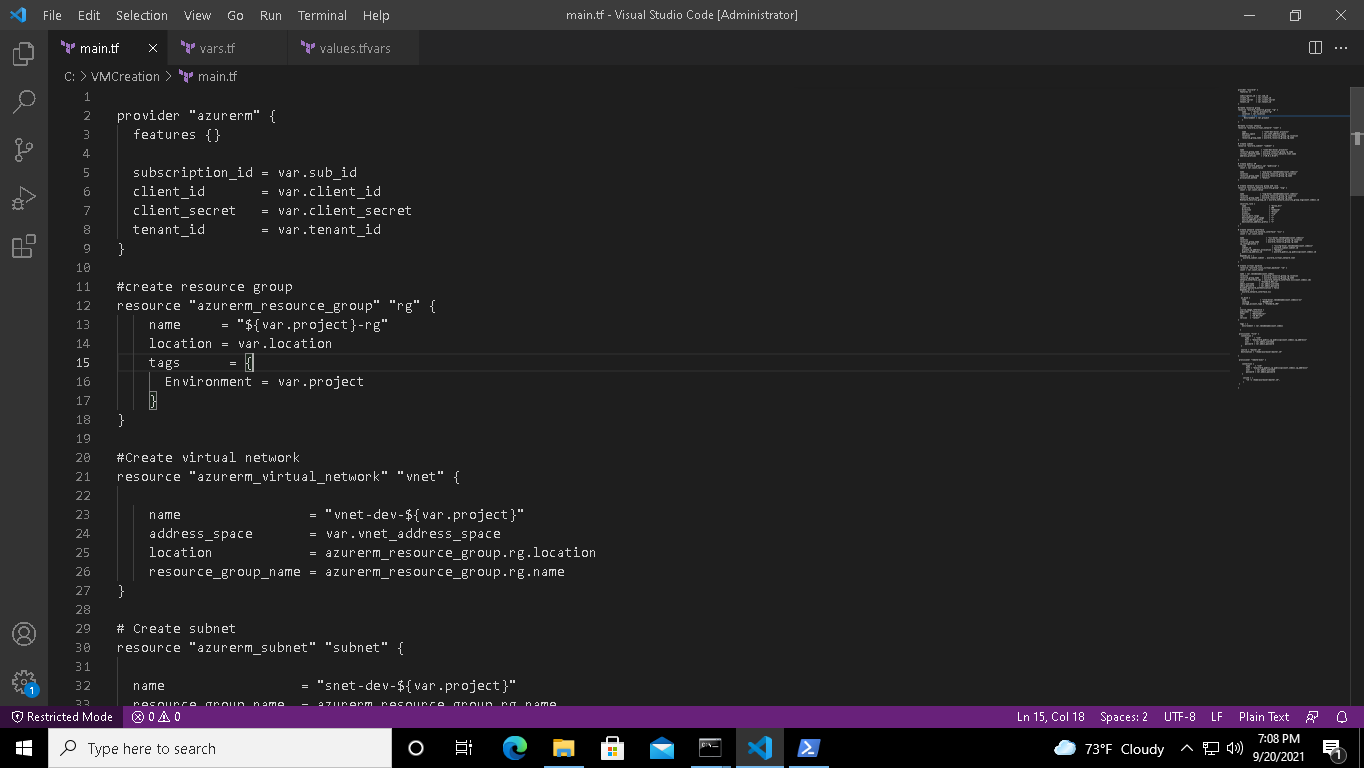 File Edit Selection View Go Run Terminal Help main.tf - Visual Studio Code [Administrator]
main.tf vars.tf values.tfvars
C: > VMCreation > main.tf
1
2 provider "azurerm" {
3 features {}
4
5 subscription_id = var.sub_id
6 client_id = var.client_id
7 client_secret = var.client_secret
8 tenant_id = var.tenant_id
9 }
10
11 #create resource group
12 resource "azurerm_resource_group" "rg" {
13 name = "${var.project}-rg"
14 location = var.location
15 tags = {
16 Environment = var.project
17 }
18 }
19
20 #Create virtual network
21 resource "azurerm_virtual_network" "vnet" {
22
23 name = "vnet-dev-${var.project}"
24 address_space = var.vnet_address_space
25 location = azurerm_resource_group.rg.location
26 resource_group_name = azurerm_resource_group.rg.name
27 }
28
29 # Create subnet
30 resource "azurerm_subnet" "subnet" {
31
32 name = "snet-dev-${var.project}"
33 resource_group_name = azurerm_resource_group.rg.name
1
Restricted Mode 0 0 Ln 15, Col 18 Spaces: 2 UTF-8 LF Plain Text
Type here to search 73°F Cloudy 7:08 PM
9/20/2021
1